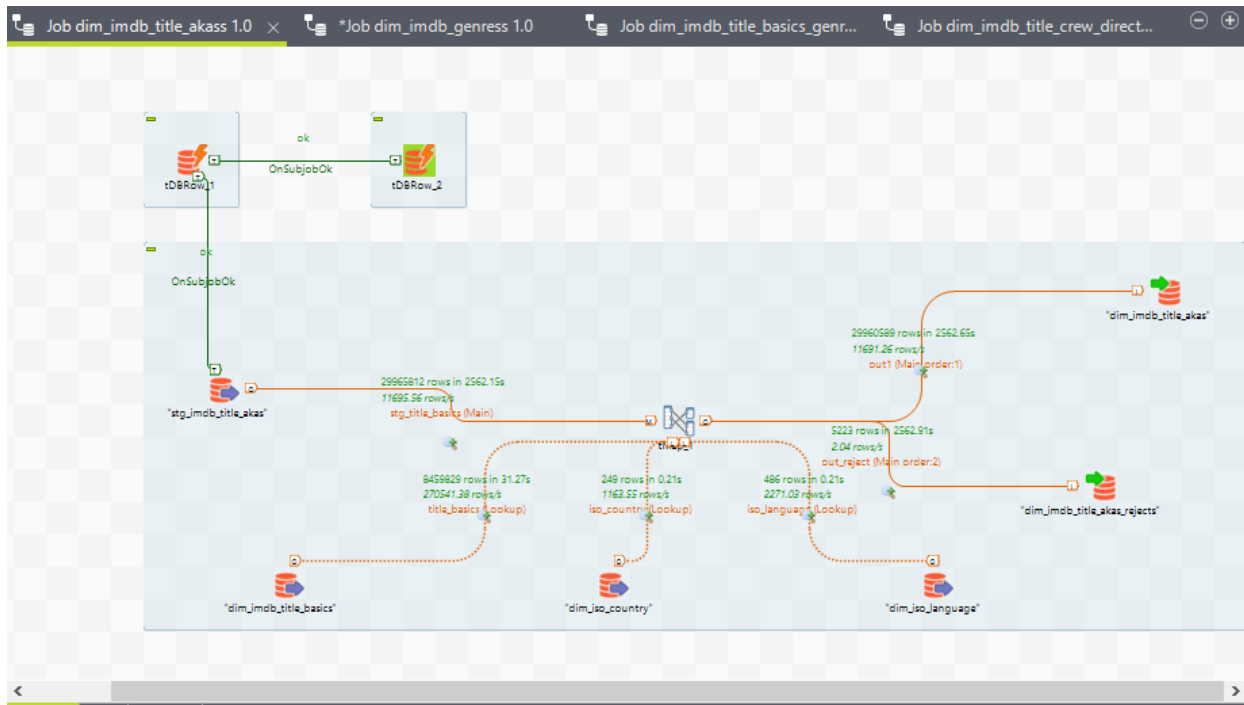 Job dim_imdb_title_akass 1.0
*Job dim_imdb_genress 1.0
Job dim_imdb_title_basics_genr...
Job dim_imdb_title_crew_direct...
ok
OnSubjobOk
tDBRow_1
tDBRow_2
ok
OnSubjobOk
"dim_imdb_title_akas"
29960589 rows in 2562.65s
11691.26 rows/s
out1 (Main order:1)
29965812 rows in 2562.15s
11695.56 rows/s
stg_title_basics (Main)
"stg_imdb_title_akas"
5223 rows in 2562.91s
2.04 rows/s
out_reject (Main order:2)
8459829 rows in 31.27s
270541.38 rows/s
title_basics (Lookup)
249 rows in 0.21s
1163.55 rows/s
iso_country (Lookup)
486 rows in 0.21s
2271.03 rows/s
iso_language (Lookup)
"dim_imdb_title_akas_rejects"
"dim_imdb_title_basics"
"dim_iso_country"
"dim_iso_language"